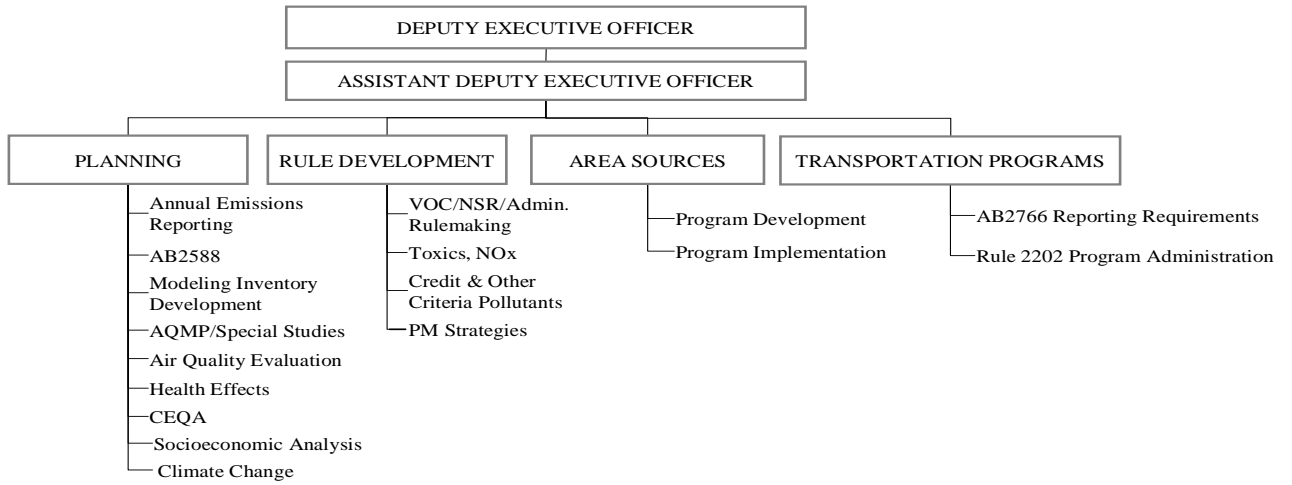 DEPUTY EXECUTIVE OFFICER
ASSISTANT DEPUTY EXECUTIVE OFFICER
PLANNING
Annual Emissions
Reporting
AB2588
Modeling Inventory
Development
AQMP/Special Studies
Air Quality Evaluation
Health Effects
CEQA
Socioeconomic Analysis
Climate Change
RULE DEVELOPMENT
VOC/NSR/Admin.
Rulemaking
Toxics, NOx
Credit & Other
Criteria Pollutants
PM Strategies
AREA SOURCES
Program Development
Program Implementation
TRANSPORTATION PROGRAMS
AB2766 Reporting Requirements
Rule 2202 Program Administration